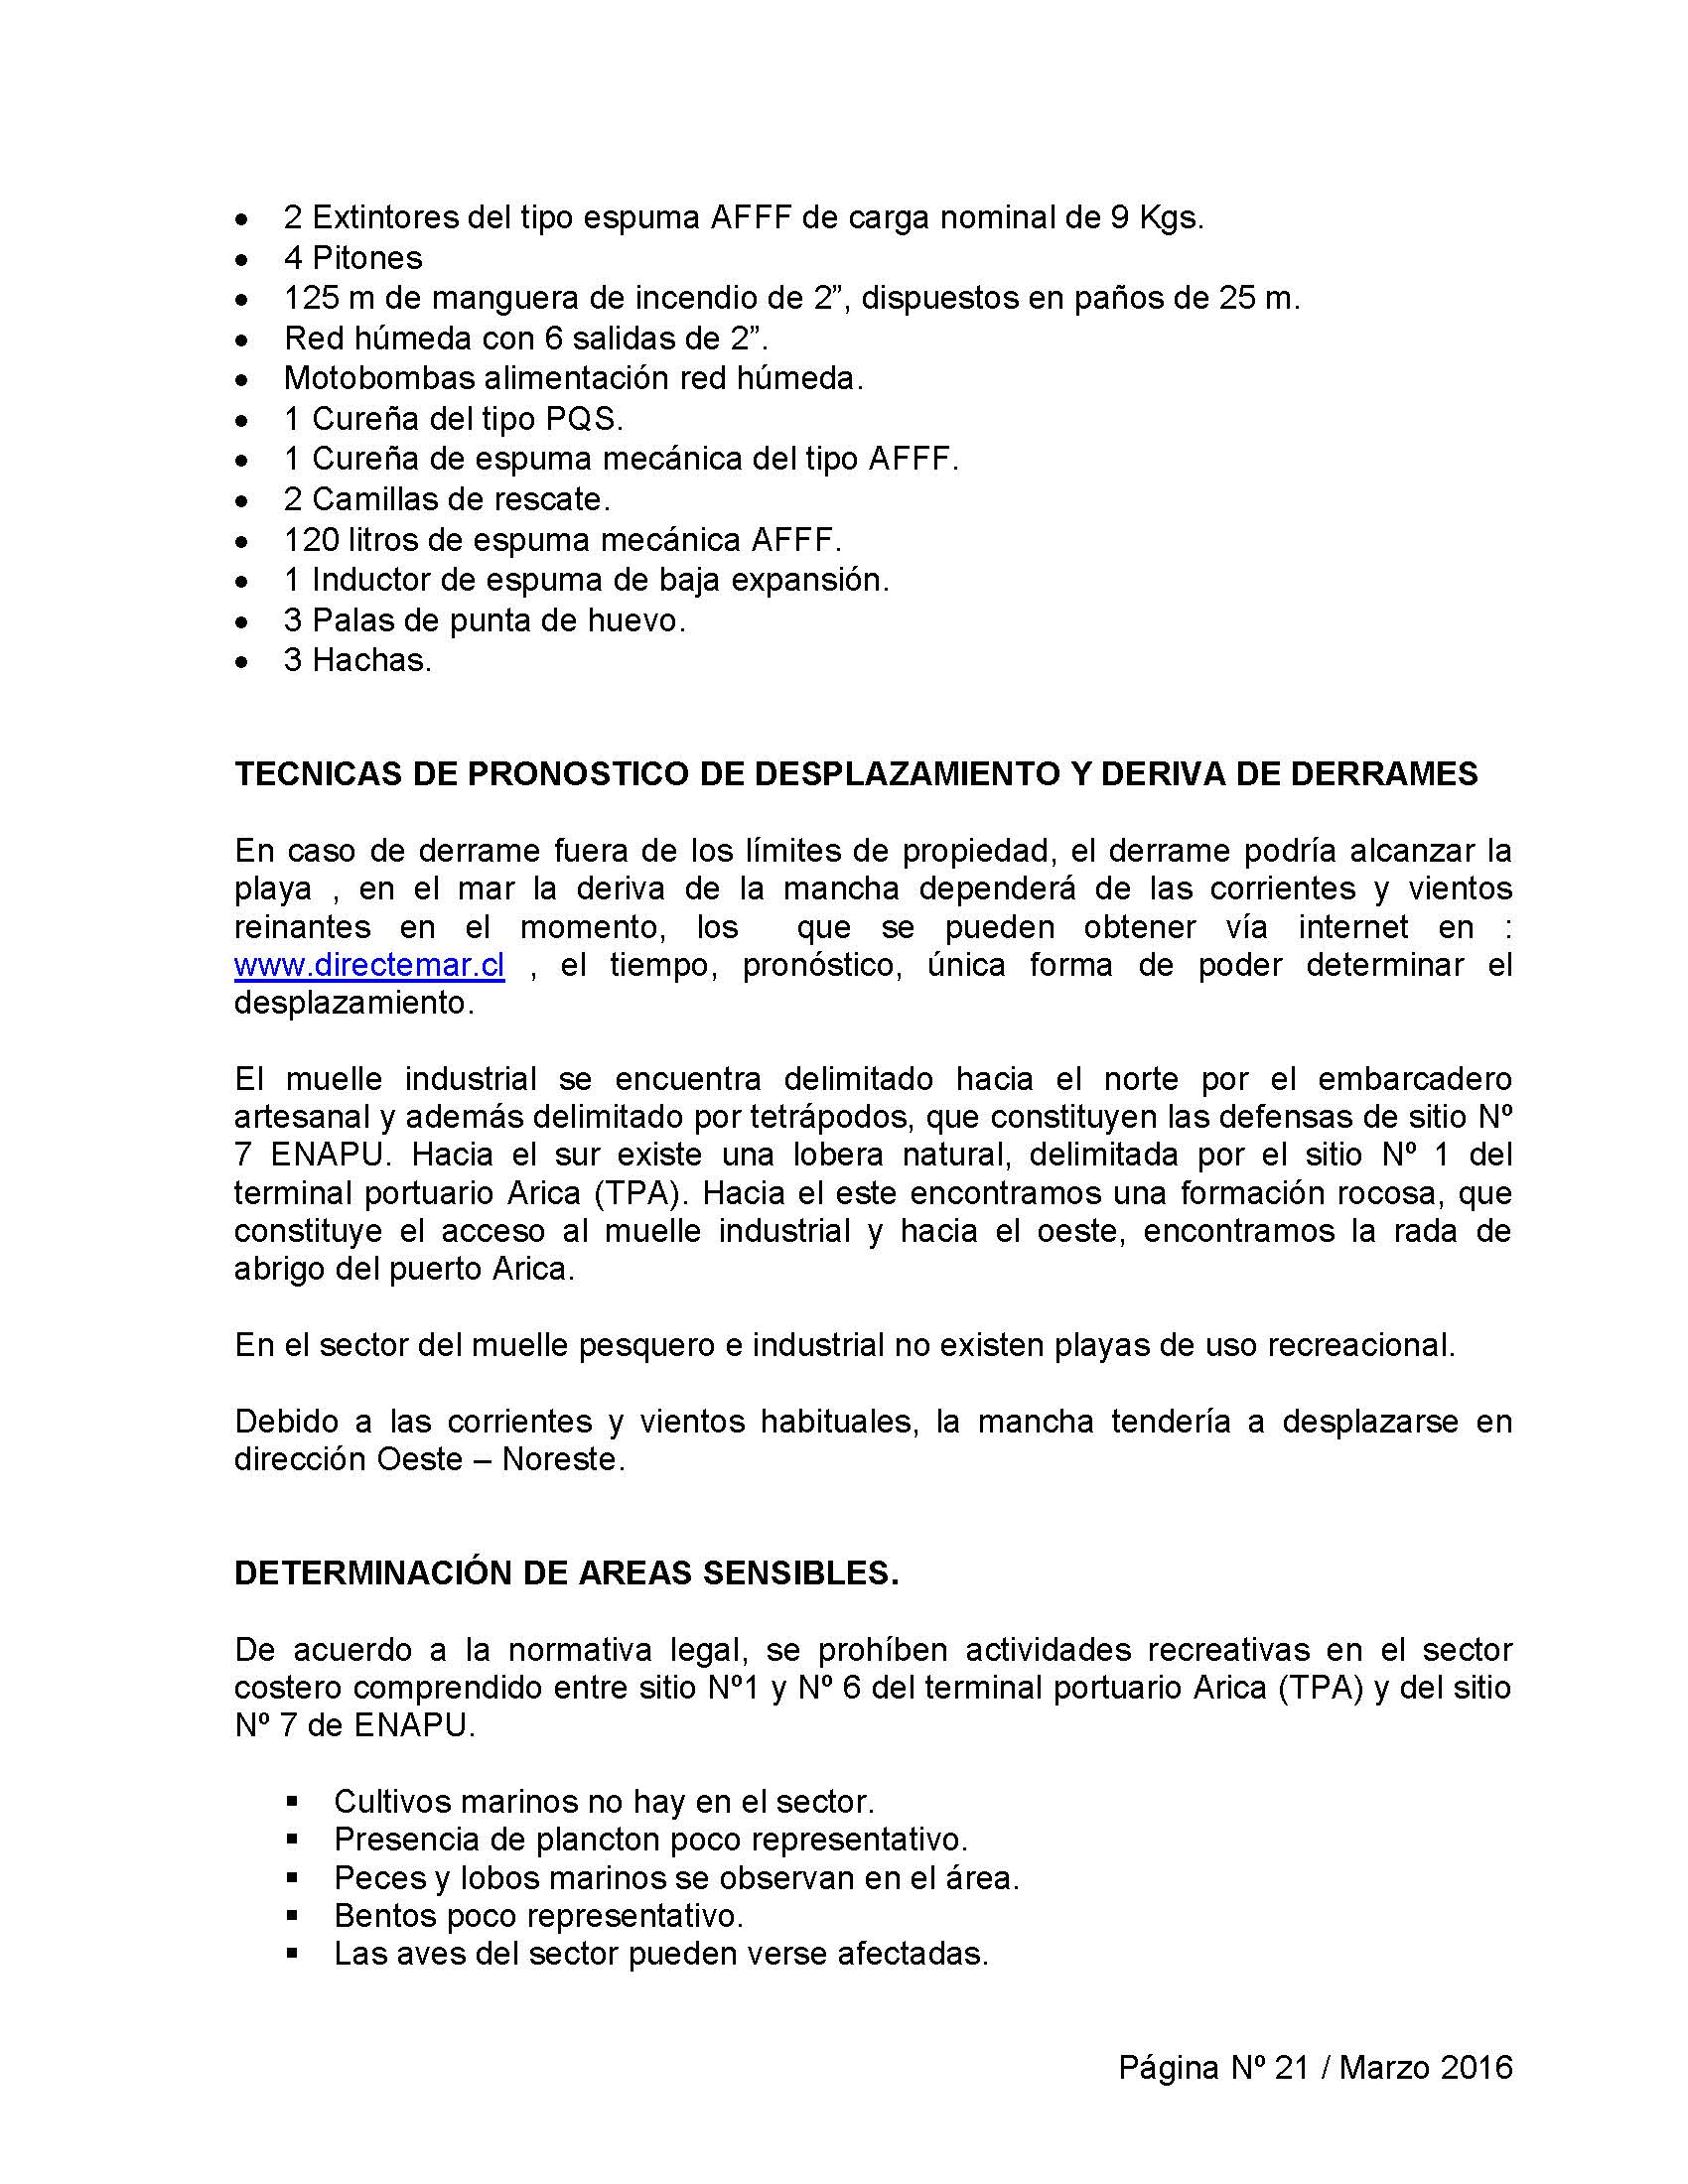 • 2 Extintores del tipo espuma AFFF de carga nominal de 9 Kgs.
• 4 Pitones
• 125 m de manguera de incendio de 2”, dispuestos en paños de 25 m.
• Red húmeda con 6 salidas de 2”.
• Motobombas alimentación red húmeda.
• 1 Cureña del tipo PQS.
• 1 Cureña de espuma mecánica del tipo AFFF.
• 2 Camillas de rescate.
• 120 litros de espuma mecánica AFFF.
• 1 Inductor de espuma de baja expansión.
• 3 Palas de punta de huevo.
• 3 Hachas.
TECNICAS DE PRONOSTICO DE DESPLAZAMIENTO Y DERIVA DE DERRAMES
En caso de derrame fuera de los límites de propiedad, el derrame podría alcanzar la
playa , en el mar la deriva de la mancha dependerá de las corrientes y vientos
reinantes en el momento, los que se pueden obtener vía internet en :
www.directemar.cl , el tiempo, pronóstico, única forma de poder determinar el
desplazamiento.
El muelle industrial se encuentra delimitado hacia el norte por el embarcadero
artesanal y además delimitado por tetrápodos, que constituyen las defensas de sitio Nº
7 ENAPU. Hacia el sur existe una lobera natural, delimitada por el sitio Nº 1 del
terminal portuario Arica (TPA). Hacia el este encontramos una formación rocosa, que
constituye el acceso al muelle industrial y hacia el oeste, encontramos la rada de
abrigo del puerto Arica.
En el sector del muelle pesquero e industrial no existen playas de uso recreacional.
Debido a las corrientes y vientos habituales, la mancha tendería a desplazarse en
dirección Oeste – Noreste.
DETERMINACIÓN DE AREAS SENSIBLES.
De acuerdo a la normativa legal, se prohíben actividades recreativas en el sector
costero comprendido entre sitio Nº1 y Nº 6 del terminal portuario Arica (TPA) y del sitio
Nº 7 de ENAPU.
▪ Cultivos marinos no hay en el sector.
▪ Presencia de plancton poco representativo.
▪ Peces y lobos marinos se observan en el área.
▪ Bentos poco representativo.
▪ Las aves del sector pueden verse afectadas.
Página Nº 21 / Marzo 2016